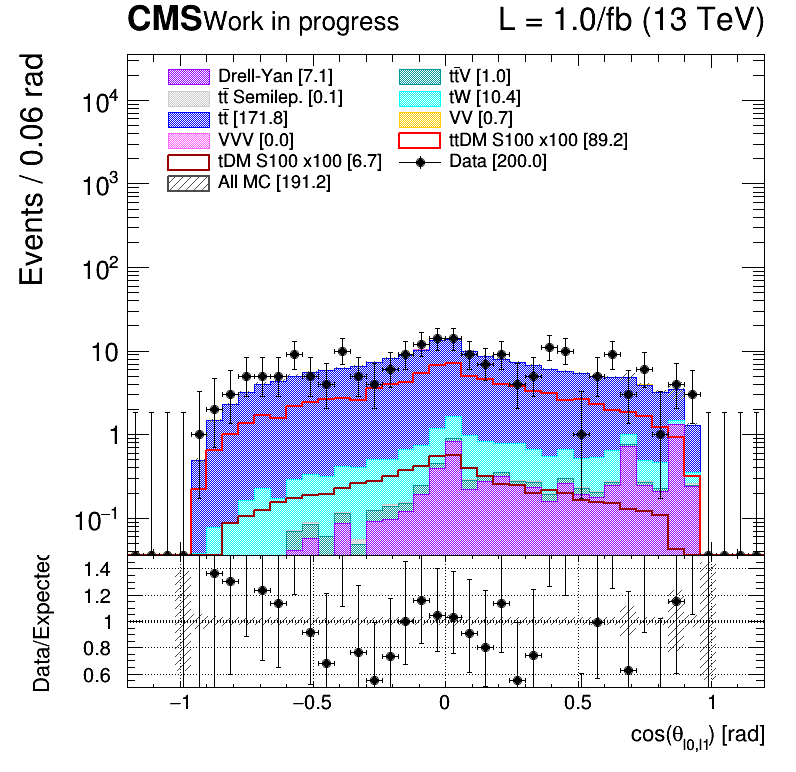 CMS Work in progress L = 1.0/fb (13 TeV)
Events / 0.06 rad
Drell-Yan [7.1] tt̄V [1.0]
tt̄ Semilep. [0.1] tW [10.4]
tt̄ [171.8] VV [0.7]
VVV [0.0] ttDM S100 x100 [89.2]
tDM S100 x100 [6.7] Data [200.0]
All MC [191.2]
10⁴
10³
10²
10
1
10⁻¹
Data/Expected
1.4
1.2
1.0
0.8
0.6
−1 −0.5 0 0.5 1
cos(θ_{l0,l1}) [rad]